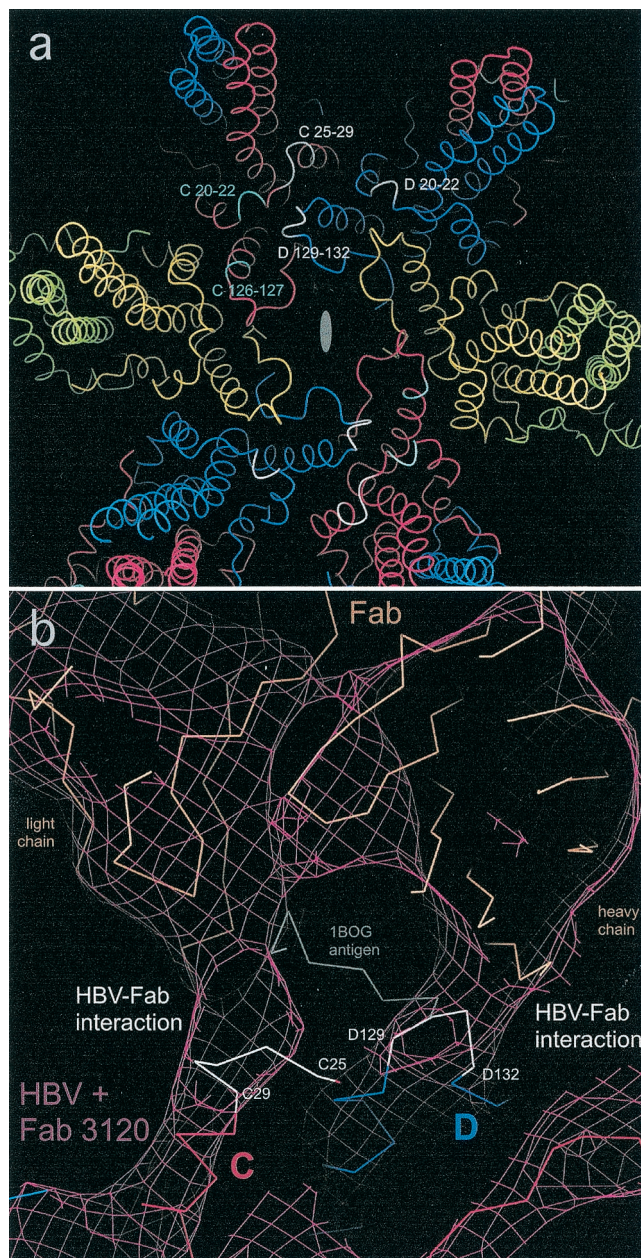 a
C 25-29
C 20-22
D 20-22
D 129-132
C 126-127
b
Fab
light
chain
1BOG
antigen
heavy
chain
HBV-Fab
interaction
HBV-Fab
interaction
D129
C25
D132
C29
HBV +
Fab 3120
C
D